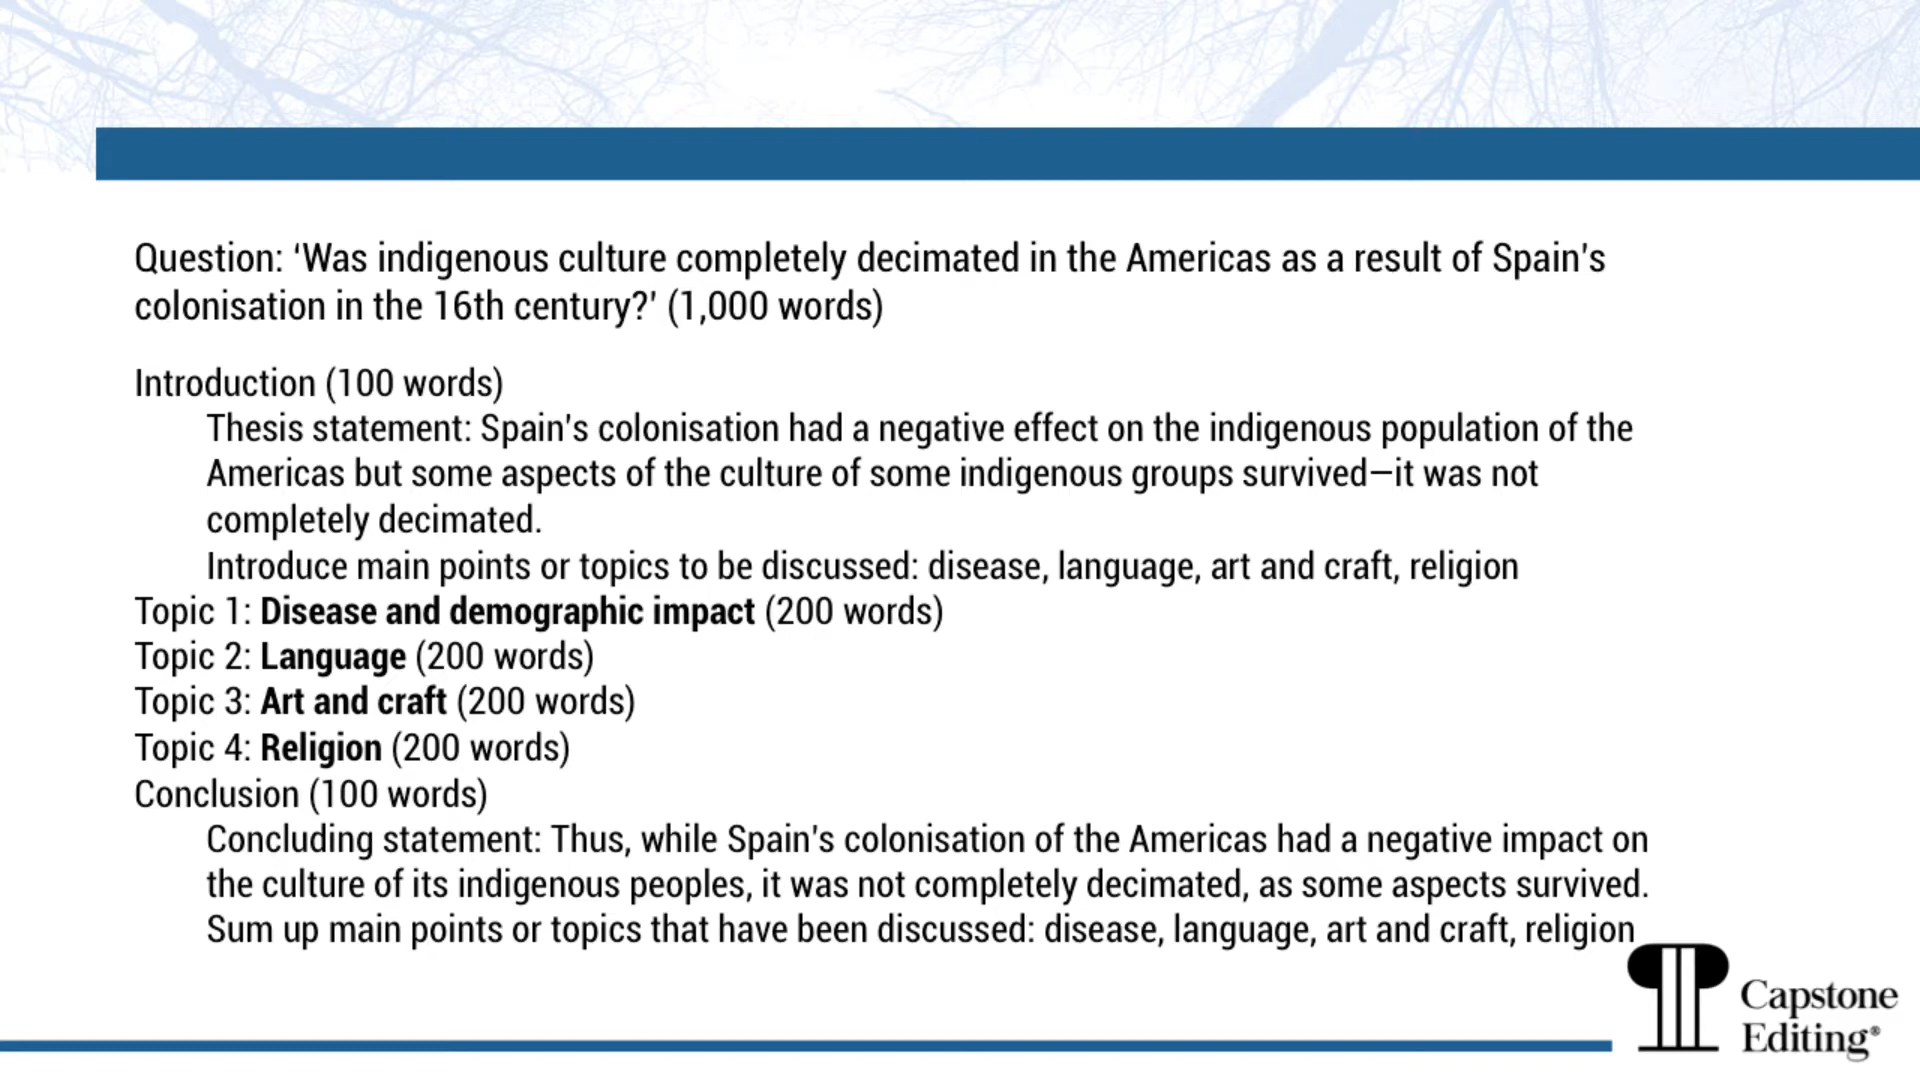 Question: ‘Was indigenous culture completely decimated in the Americas as a result of Spain's
colonisation in the 16th century?’ (1,000 words)
Introduction (100 words)
Thesis statement: Spain's colonisation had a negative effect on the indigenous population of the
Americas but some aspects of the culture of some indigenous groups survived—it was not
completely decimated.
Introduce main points or topics to be discussed: disease, language, art and craft, religion
Topic 1: Disease and demographic impact (200 words)
Topic 2: Language (200 words)
Topic 3: Art and craft (200 words)
Topic 4: Religion (200 words)
Conclusion (100 words)
Concluding statement: Thus, while Spain's colonisation of the Americas had a negative impact on
the culture of its indigenous peoples, it was not completely decimated, as some aspects survived.
Sum up main points or topics that have been discussed: disease, language, art and craft, religion
Capstone
Editing®